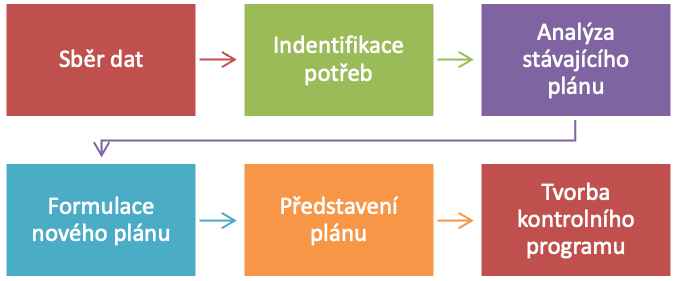 Sběr dat
Indentifikace
potřeb
Analýza
stávajícího
plánu
Formulace
nového plánu
Představení
plánu
Tvorba
kontrolního
programu